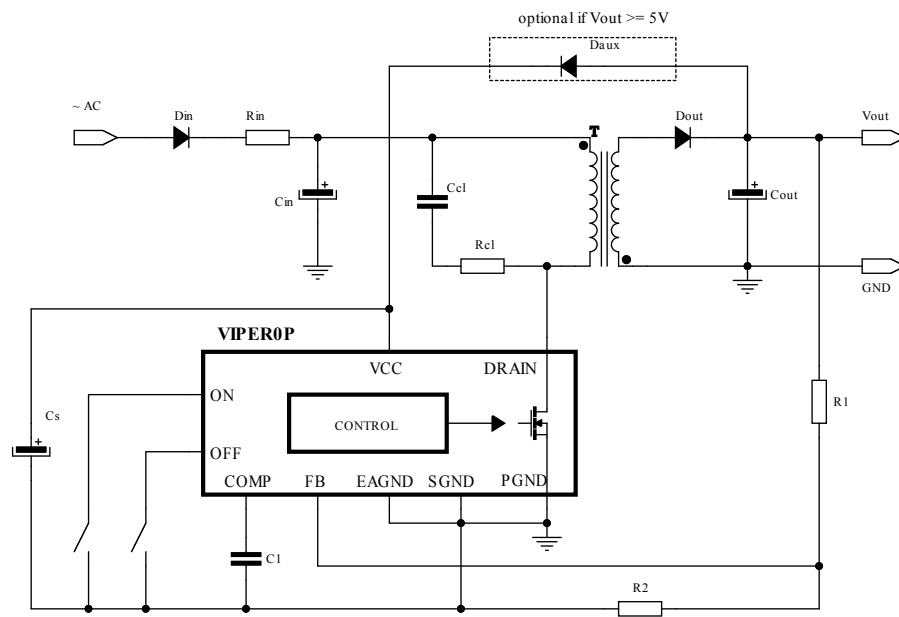 optional if Vout >= 5V
Daux
~ AC
Din
Rin
T
Dout
Vout
Cin
Ccl
Cout
Rcl
GND
VIPER0P
VCC
DRAIN
ON
R1
Cs
CONTROL
OFF
COMP
FB
EAGND
SGND
PGND
C1
R2
+
+
+